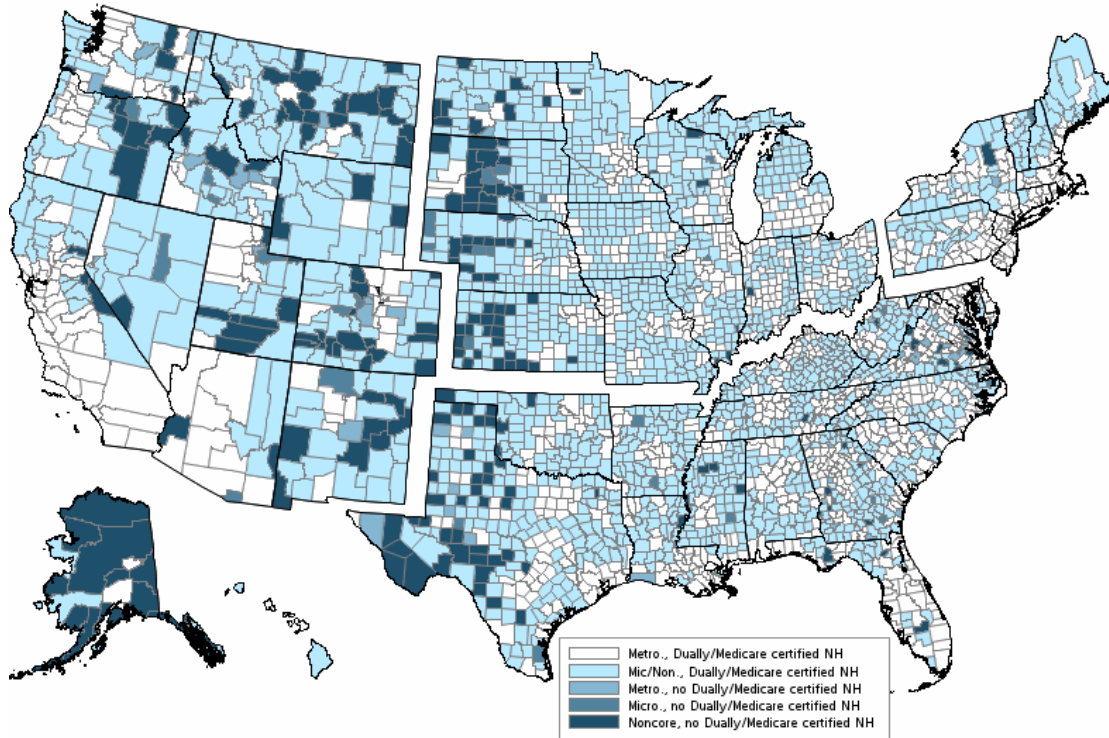 Metro., Dually/Medicare certified NH
Mic/Non., Dually/Medicare certified NH
Metro., no Dually/Medicare certified NH
Micro., no Dually/Medicare certified NH
Noncore, no Dually/Medicare certified NH